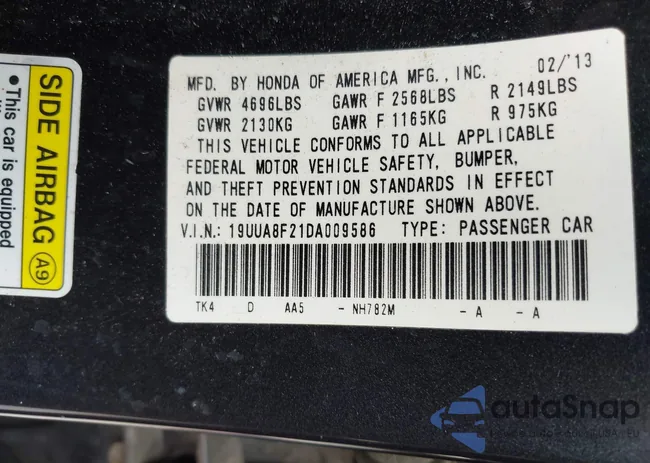 MFD. BY HONDA OF AMERICA MFG., INC. 02/'13
GVWR 4696LBS GAWR F 2568LBS R 2149LBS
GVWR 2130KG GAWR F 1165KG R 975KG
THIS VEHICLE CONFORMS TO ALL APPLICABLE
FEDERAL MOTOR VEHICLE SAFETY, BUMPER,
AND THEFT PREVENTION STANDARDS IN EFFECT
ON THE DATE OF MANUFACTURE SHOWN ABOVE.
V.I.N.: 19UUA8F21DA009586 TYPE: PASSENGER CAR
TK4 D AA5 - NH782M - A - A
SIDE AIRBAG A9
•This car is equipped
autoSnap